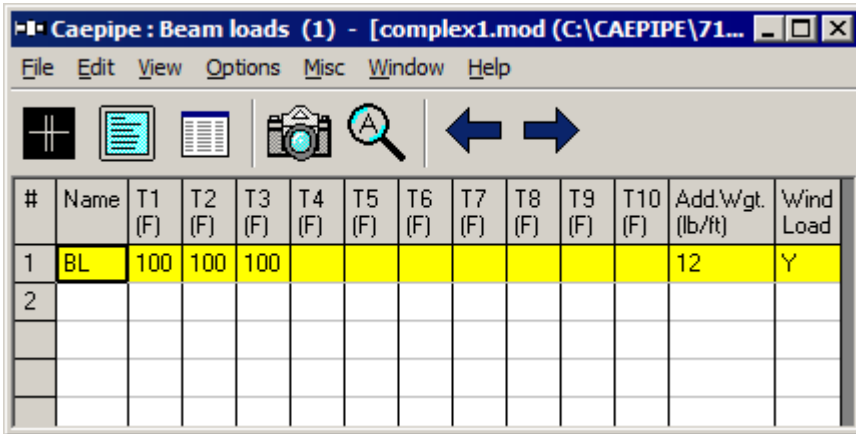 Caepipe : Beam loads (1) - [complex1.mod (C:\CAEPIPE\71...
File Edit View Options Misc Window Help
A
# Name T1 (F) T2 (F) T3 (F) T4 (F) T5 (F) T6 (F) T7 (F) T8 (F) T9 (F) T10 (F) Add.Wgt. (lb/ft) Wind Load
1 BL 100 100 100 12 Y
2